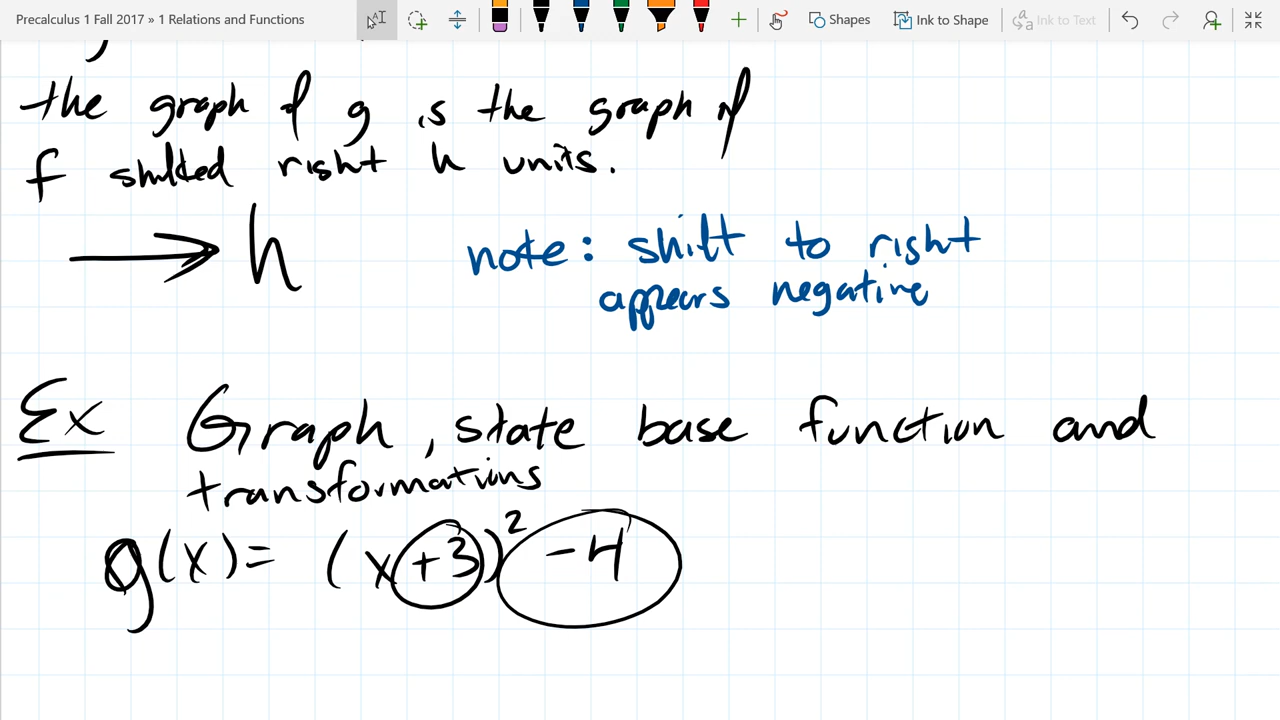 Precalculus 1 Fall 2017 » 1 Relations and Functions
Shapes
Ink to Shape
Ink to Text
the graph of g is the graph of
f shifted right h units.
h
note: shift to right
appears negative
Ex Graph, state base function and
transformations
g(x) = (x+3)² -4